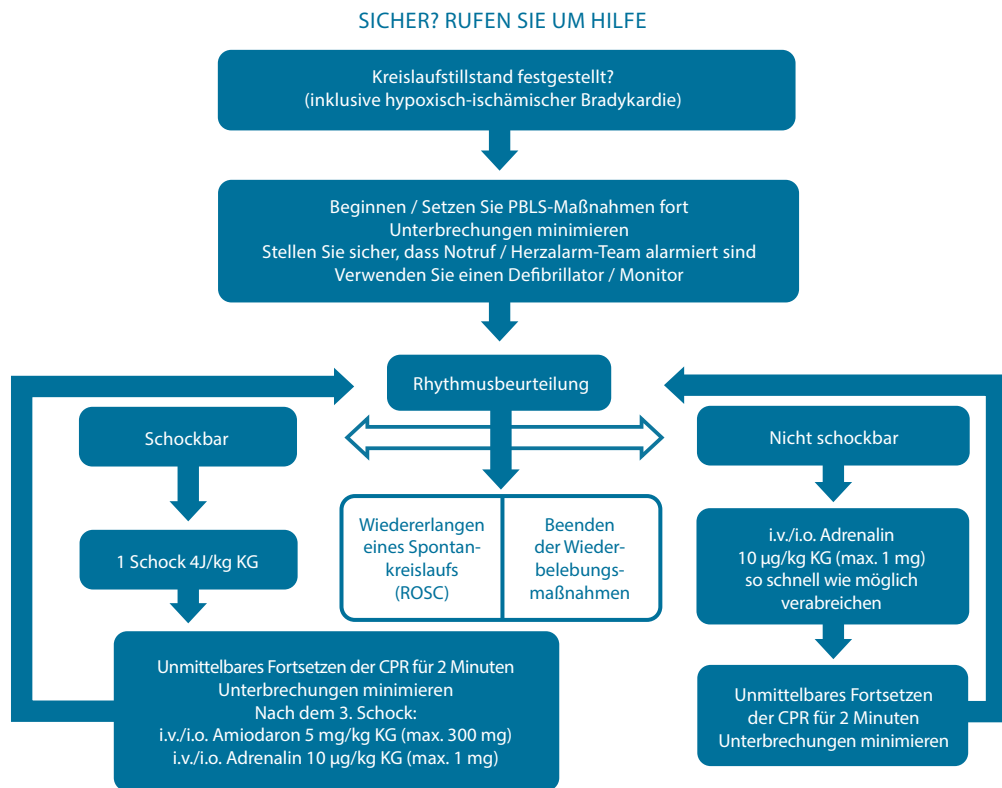 SICHER? RUFEN SIE UM HILFE
Kreislaufstillstand festgestellt?
(inklusive hypoxisch-ischämischer Bradykardie)
Beginnen / Setzen Sie PBLS-Maßnahmen fort
Unterbrechungen minimieren
Stellen Sie sicher, dass Notruf / Herzalarm-Team alarmiert sind
Verwenden Sie einen Defibrillator / Monitor
Rhythmusbeurteilung
Schockbar
1 Schock 4J/kg KG
Unmittelbares Fortsetzen der CPR für 2 Minuten
Unterbrechungen minimieren
Nach dem 3. Schock:
i.v./i.o. Amiodaron 5 mg/kg KG (max. 300 mg)
i.v./i.o. Adrenalin 10 µg/kg KG (max. 1 mg)
Wiedererlangen
eines Spontan-
kreislaufs
(ROSC)
Beenden
der Wieder-
belebungs-
maßnahmen
Nicht schockbar
i.v./i.o. Adrenalin
10 µg/kg KG (max. 1 mg)
so schnell wie möglich
verabreichen
Unmittelbares Fortsetzen
der CPR für 2 Minuten
Unterbrechungen minimieren